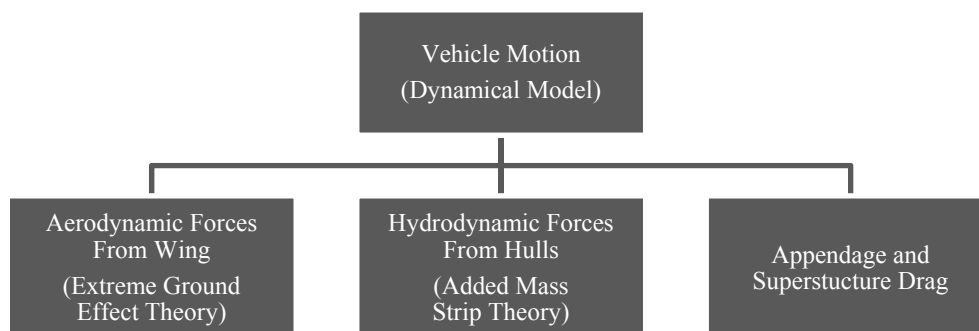 Vehicle Motion
(Dynamical Model)
Aerodynamic Forces
From Wing
(Extreme Ground
Effect Theory)
Hydrodynamic Forces
From Hulls
(Added Mass
Strip Theory)
Appendage and
Superstucture Drag